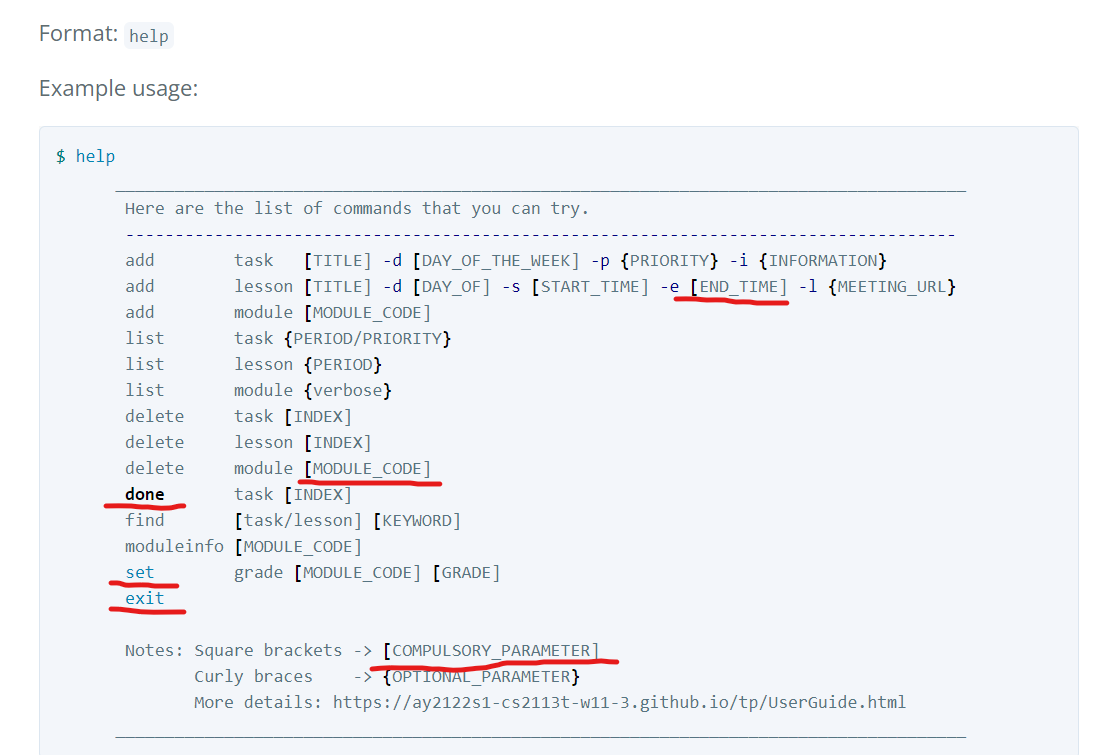 Format: help
Example usage:
$ help
Here are the list of commands that you can try.
--------------------------------------------------------------------------------
add        task   [TITLE] -d [DAY_OF_THE_WEEK] -p {PRIORITY} -i {INFORMATION}
add        lesson [TITLE] -d [DAY_OF] -s [START_TIME] -e [END_TIME] -l {MEETING_URL}
add        module [MODULE_CODE]
list       task {PERIOD/PRIORITY}
list       lesson {PERIOD}
list       module {verbose}
delete     task [INDEX]
delete     lesson [INDEX]
delete     module [MODULE_CODE]
done       task [INDEX]
find       [task/lesson] [KEYWORD]
moduleinfo [MODULE_CODE]
set        grade [MODULE_CODE] [GRADE]
exit
Notes: Square brackets -> [COMPULSORY_PARAMETER]
Curly braces    -> {OPTIONAL_PARAMETER}
More details: https://ay2122s1-cs2113t-w11-3.github.io/tp/UserGuide.html